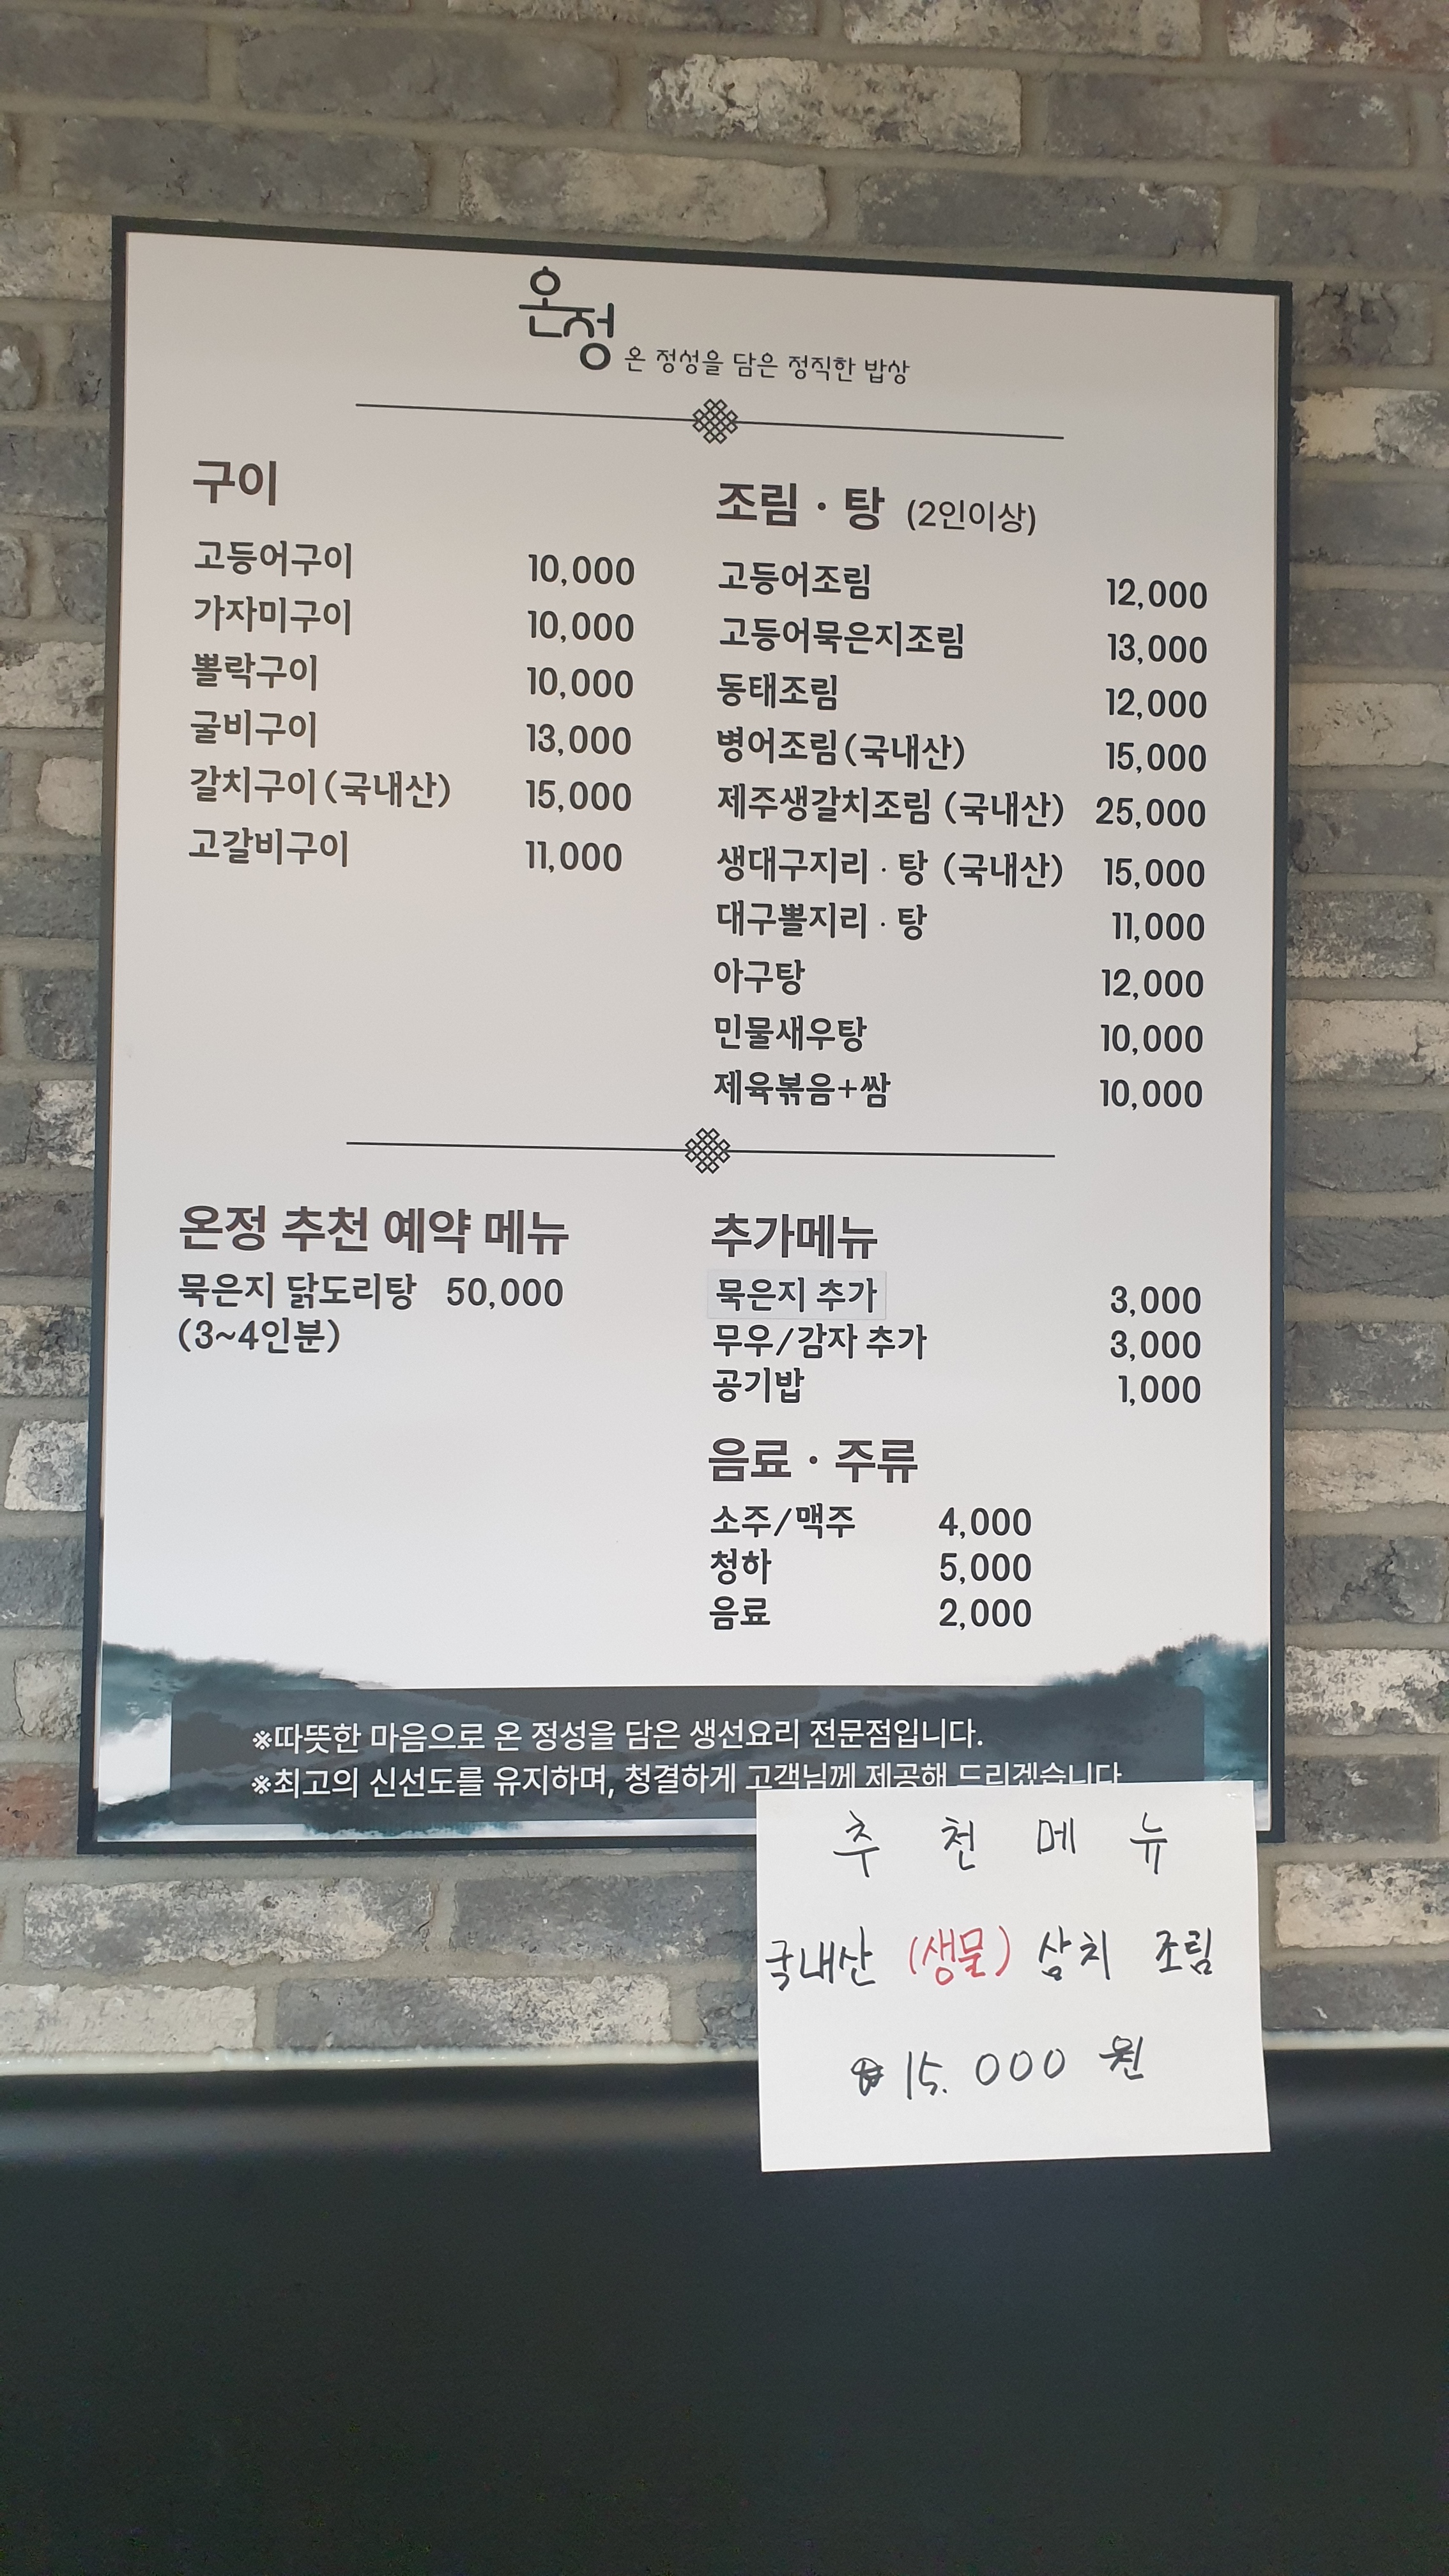 온정
온 정성을 담은 정직한 밥상
구이
고등어구이 10,000
가자미구이 10,000
뽈락구이 10,000
굴비구이 13,000
갈치구이(국내산) 15,000
고갈비구이 11,000
조림 · 탕 (2인이상)
고등어조림 12,000
고등어묵은지조림 13,000
동태조림 12,000
병어조림(국내산) 15,000
제주생갈치조림 (국내산) 25,000
생대구지리 · 탕 (국내산) 15,000
대구뽈지리 · 탕 11,000
아구탕 12,000
민물새우탕 10,000
제육볶음+쌈 10,000
온정 추천 예약 메뉴
묵은지 닭도리탕 50,000
(3~4인분)
추가메뉴
묵은지 추가 3,000
무우/감자 추가 3,000
공기밥 1,000
음료 · 주류
소주/맥주 4,000
청하 5,000
음료 2,000
※따뜻한 마음으로 온 정성을 담은 생선요리 전문점입니다.
※최고의 신선도를 유지하며, 청결하게 고객님께 제공해 드리겠습니다
추 천 메 뉴
국내산 (생물) 삼치 조림
₩15.000 원